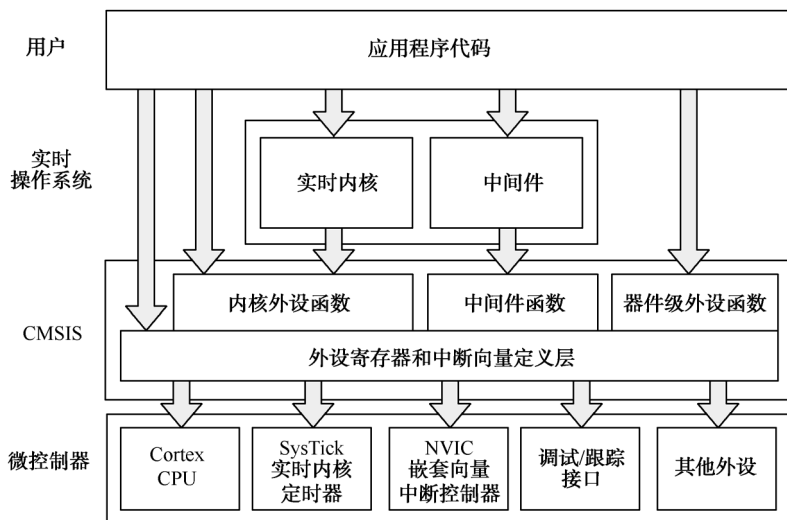 用户
应用程序代码
实时
操作系统
实时内核
中间件
CMSIS
内核外设函数
中间件函数
器件级外设函数
外设寄存器和中断向量定义层
微控制器
Cortex
CPU
SysTick
实时内核
定时器
NVIC
嵌套向量
中断控制器
调试/跟踪
接口
其他外设